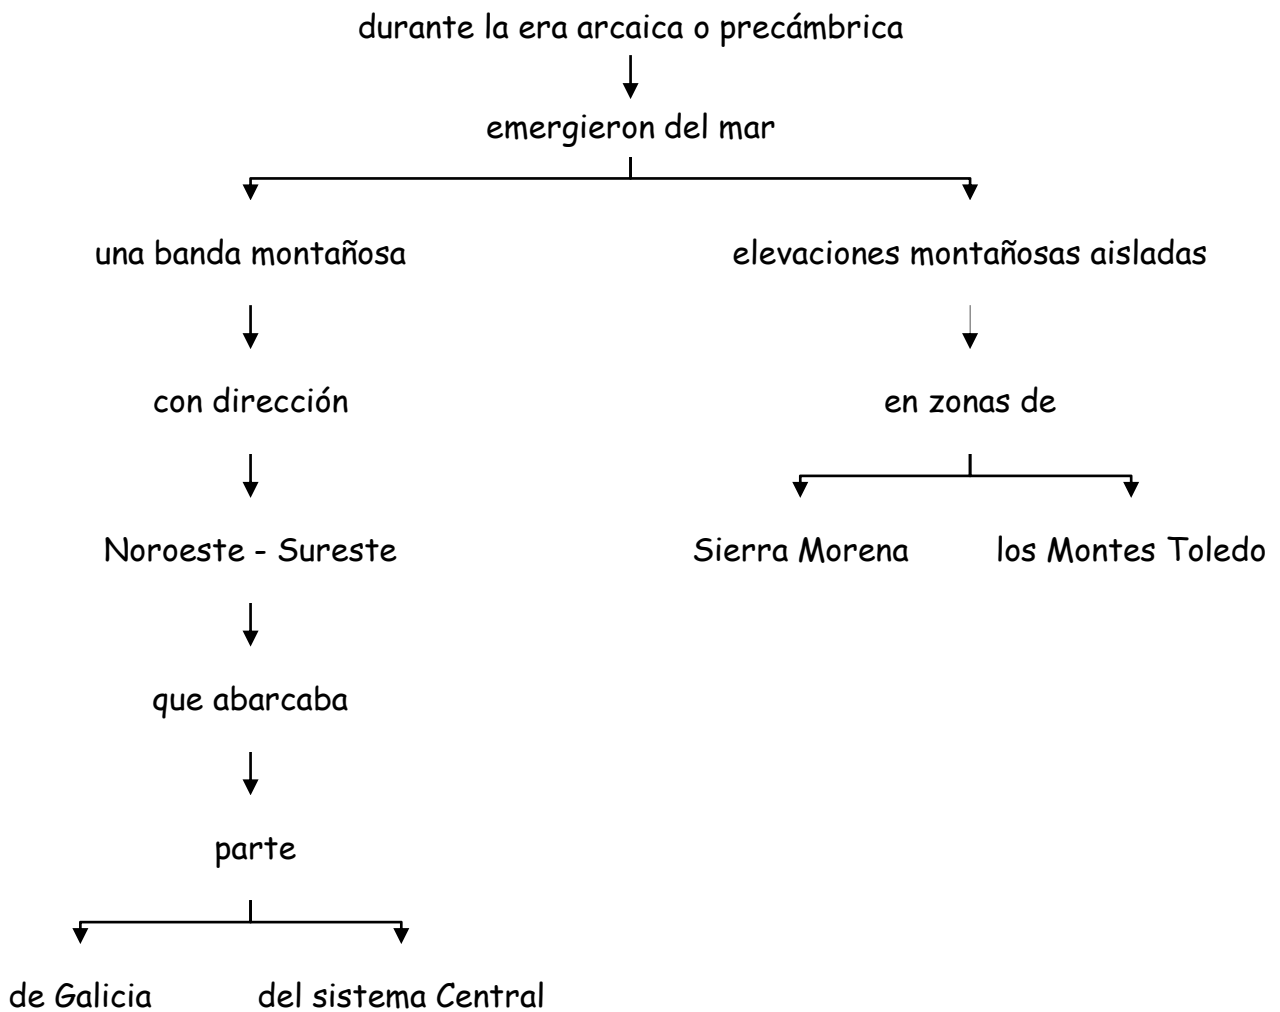 durante la era arcaica o precámbrica
emergieron del mar
una banda montañosa
elevaciones montañosas aisladas
con dirección
en zonas de
Noroeste - Sureste
Sierra Morena
los Montes Toledo
que abarcaba
parte
de Galicia
del sistema Central